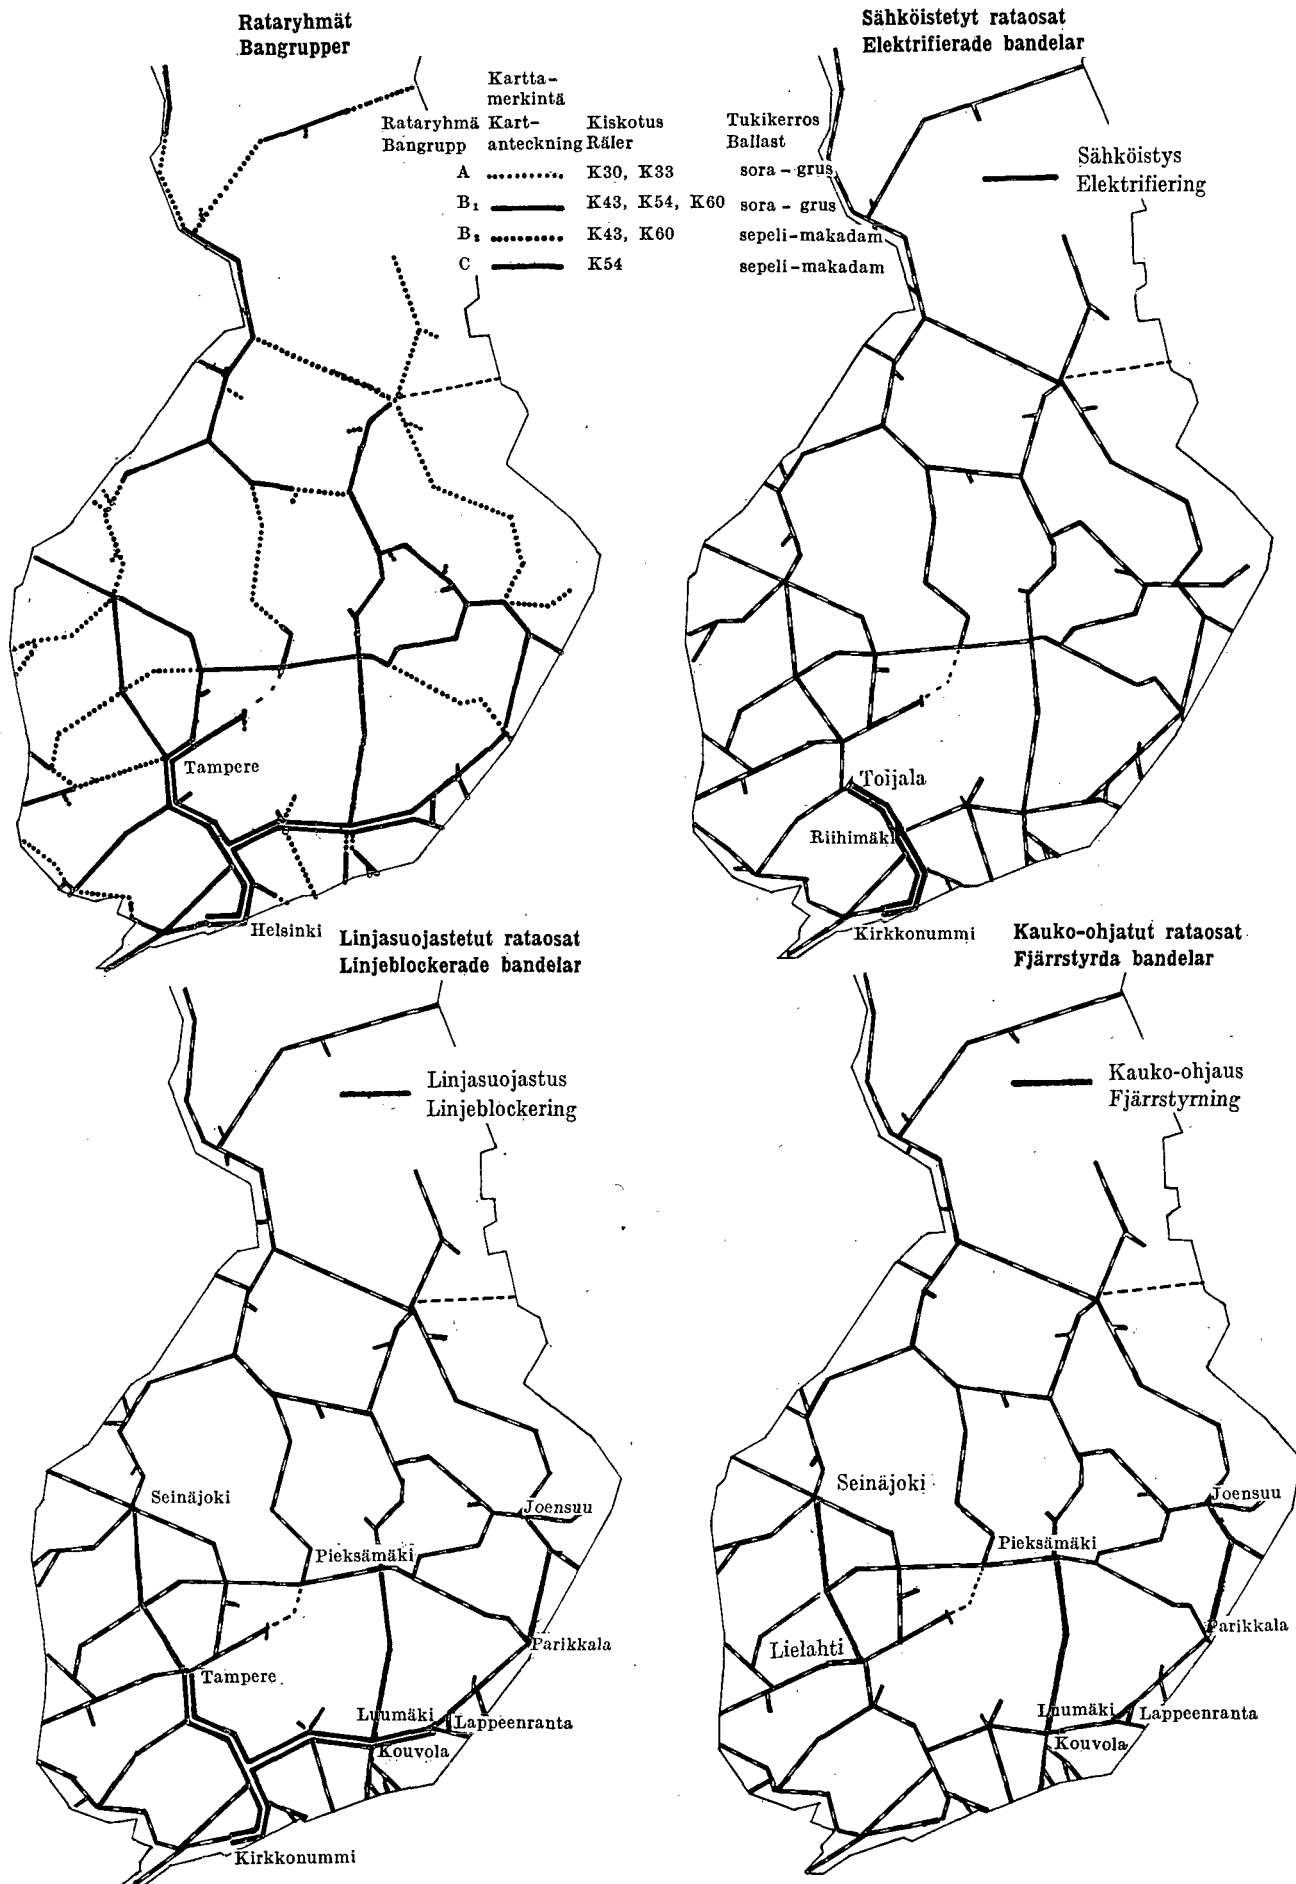 Rataryhmät
Bangrupper
Kartta-
merkintä
Rataryhmä Kart- Kiskotus Tukikerros
Bangrupp anteckning Räler Ballast
A K30, K33 sora - grus
B₁ K43, K54, K60 sora - grus
B₂ K43, K60 sepeli-makadam
C K54 sepeli-makadam
Tampere
Helsinki
Sähköistetyt rataosat
Elektrifierade bandelar
Sähköistys
Elektrifiering
Toijala
Riihimäki
Kirkkonummi
Linjasuojastetut rataosat
Linjeblockerade bandelar
Linjasuojastus
Linjeblockering
Seinäjoki
Joensuu
Pieksämäki
Parikkala
Tampere
Luumäki
Lappeenranta
Kouvola
Kirkkonummi
Kauko-ohjatut rataosat
Fjärrstyrda bandelar
Kauko-ohjaus
Fjärrstyrning
Seinäjoki
Joensuu
Pieksämäki
Parikkala
Lielahti
Luumäki
Lappeenranta
Kouvola